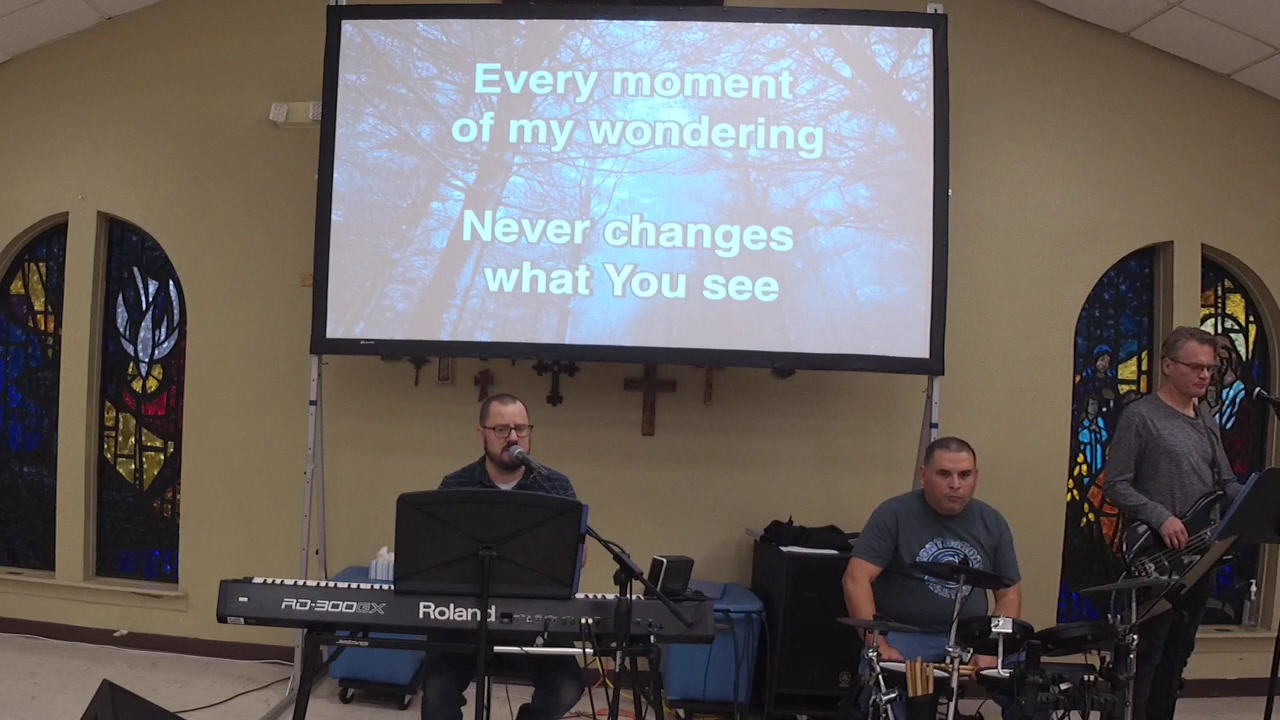 Every moment
of my wondering
Never changes
what You see
RD-300GX
Roland